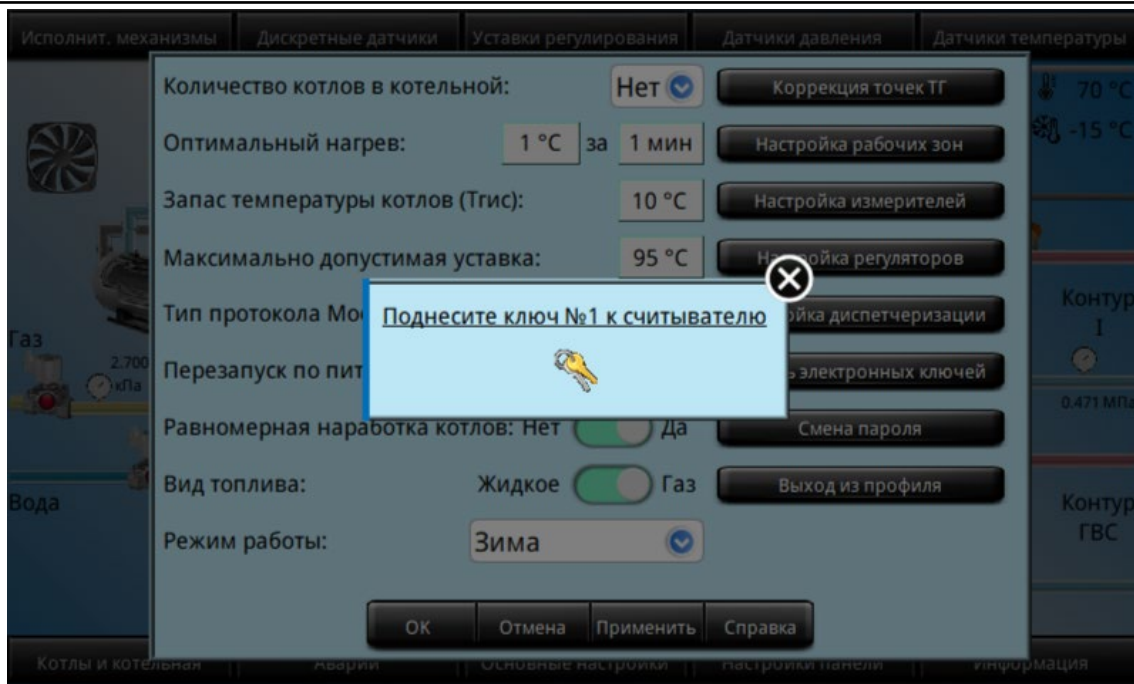 Исполнит. механизмы Дискретные датчики Уставки регулирования Датчики давления Датчики температуры
Количество котлов в котельной: Нет Коррекция точек ТГ 70 °C
Оптимальный нагрев: 1 °C за 1 мин Настройка рабочих зон -15 °C
Запас температуры котлов (Тгис): 10 °C Настройка измерителей
Максимально допустимая уставка: 95 °C регуляторов
Поднесите ключ №1 к считывателю
Тип протокола диспетчеризации Контур
I
Газ
2.700
кПа
Перезапуск по электронных ключей
0.471 МПа
Равномерная наработка котлов: Нет Да Смена пароля
Вид топлива: Жидкое Газ Выход из профиля
Вода Контур
ГВС
Режим работы: Зима
OK Отмена Применить Справка
Котлы и котельная Аварии Основные настройки Настройки панели Информация